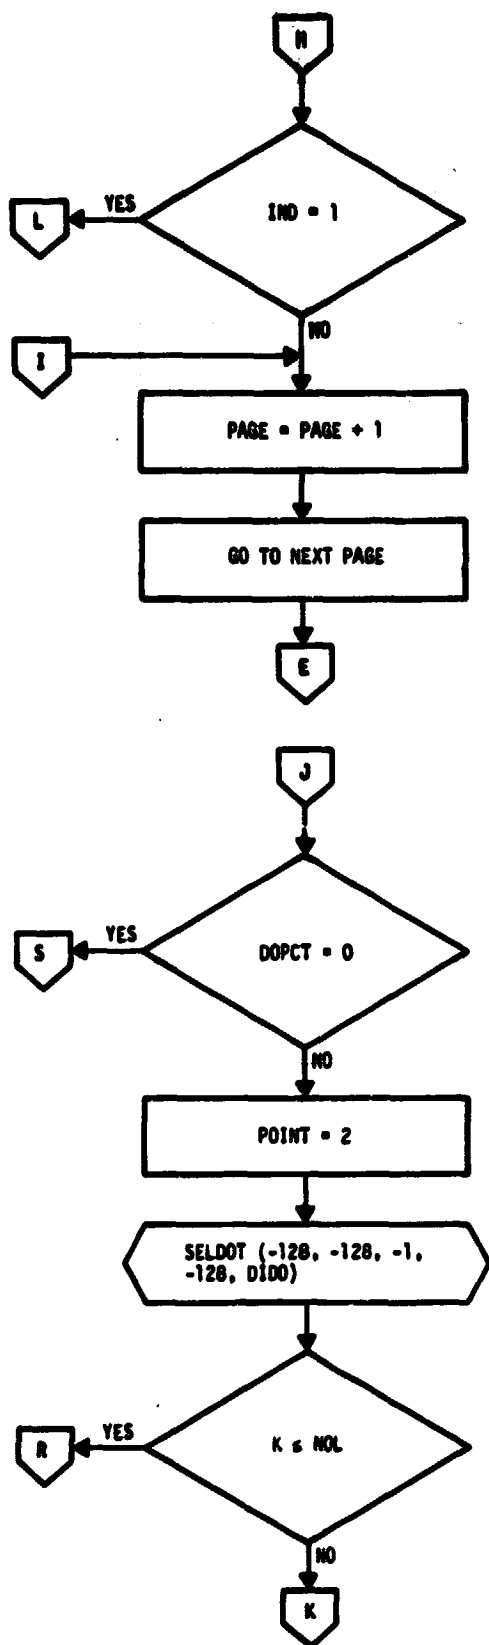 H
IND = 1
YES
L
NO
I
PAGE = PAGE + 1
GO TO NEXT PAGE
E
J
DOPCT = 0
YES
S
NO
POINT = 2
SELDOT (-128, -128, -1,
-128, DIDO)
K ≤ NOL
YES
R
NO
K